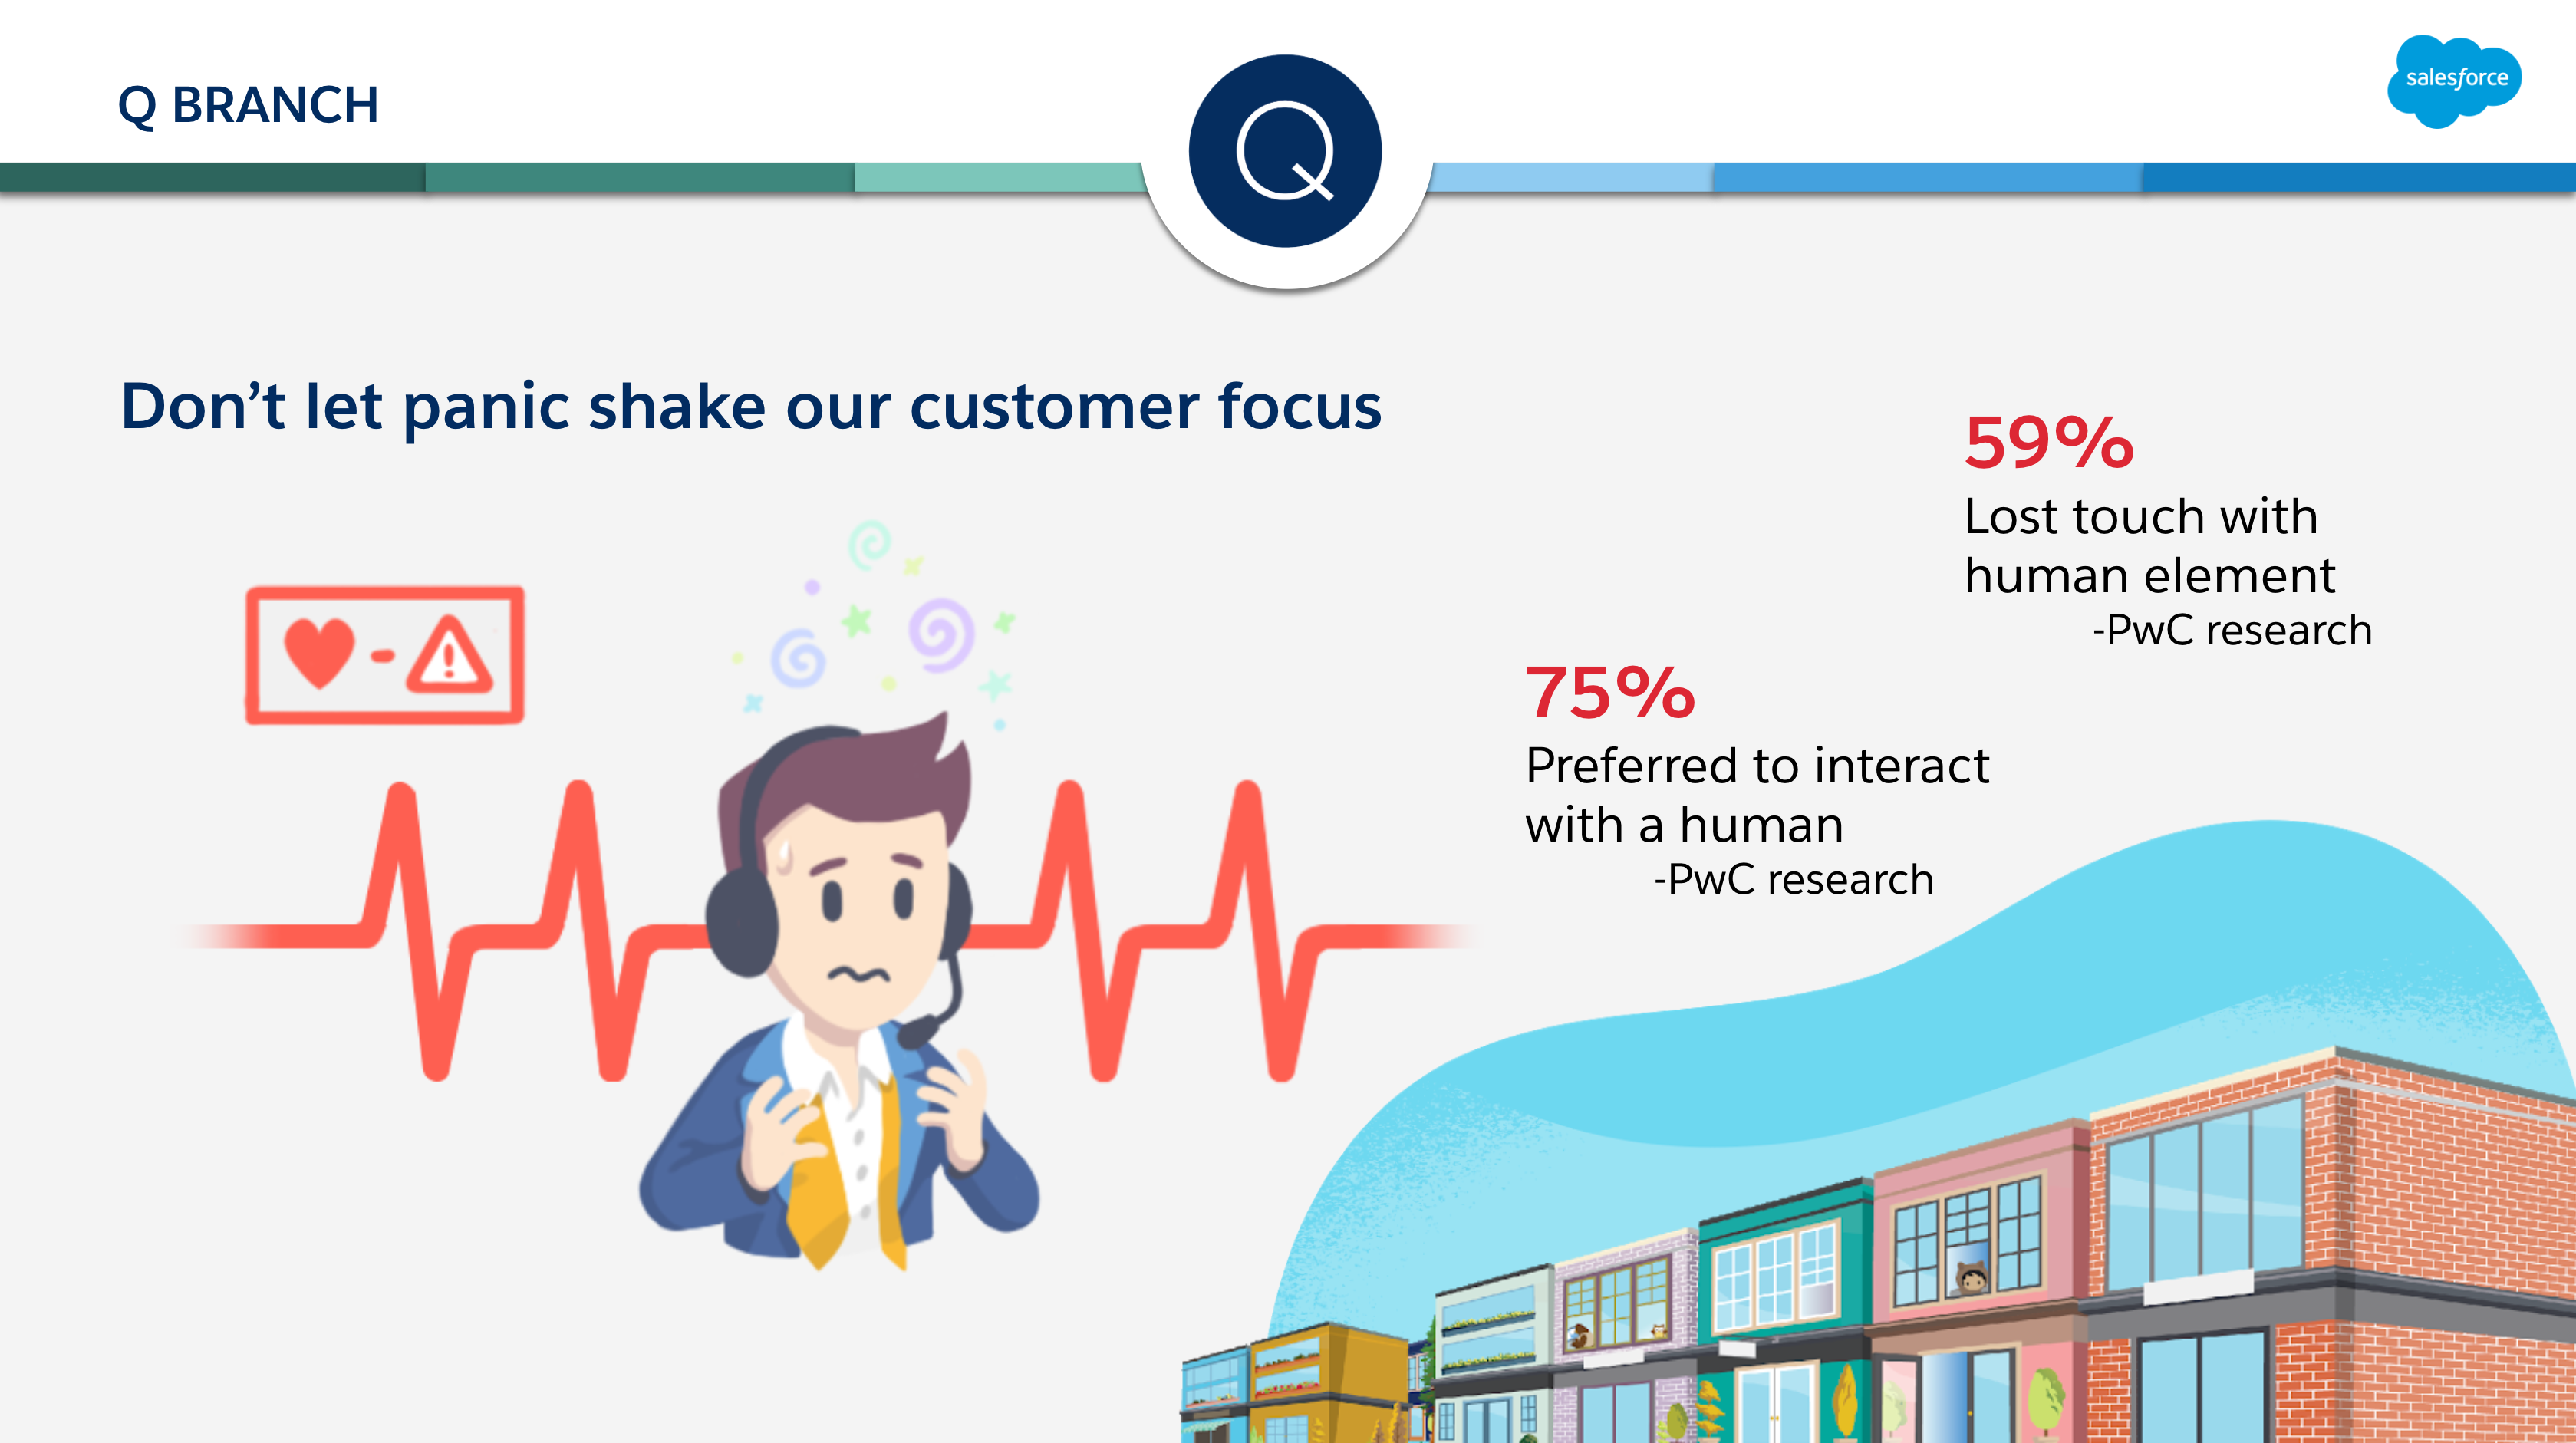 Q BRANCH
Q
salesforce
Don’t let panic shake our customer focus
59%
Lost touch with
human element
-PwC research
75%
Preferred to interact
with a human
-PwC research